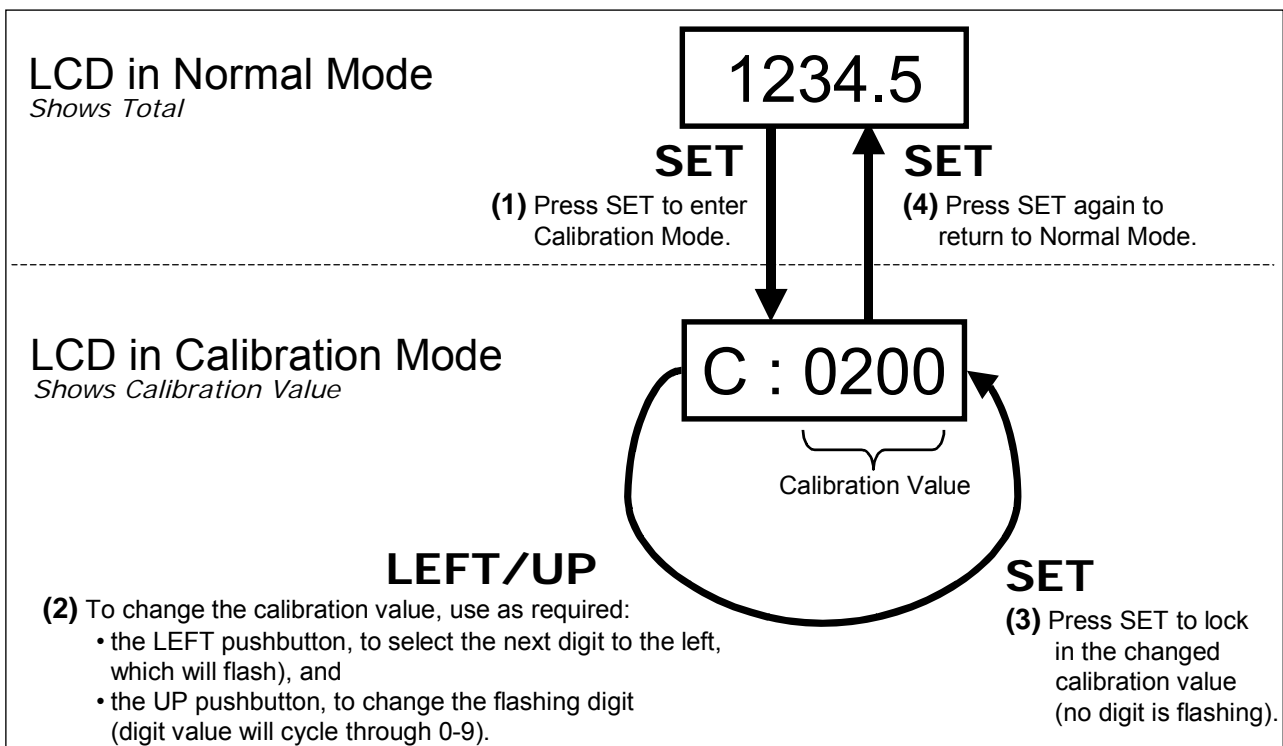 LCD in Normal Mode
Shows Total
1234.5
SET
(1) Press SET to enter
Calibration Mode.
SET
(4) Press SET again to
return to Normal Mode.
LCD in Calibration Mode
Shows Calibration Value
C : 0200
Calibration Value
LEFT/UP
(2) To change the calibration value, use as required:
• the LEFT pushbutton, to select the next digit to the left,
which will flash), and
• the UP pushbutton, to change the flashing digit
(digit value will cycle through 0-9).
SET
(3) Press SET to lock
in the changed
calibration value
(no digit is flashing).